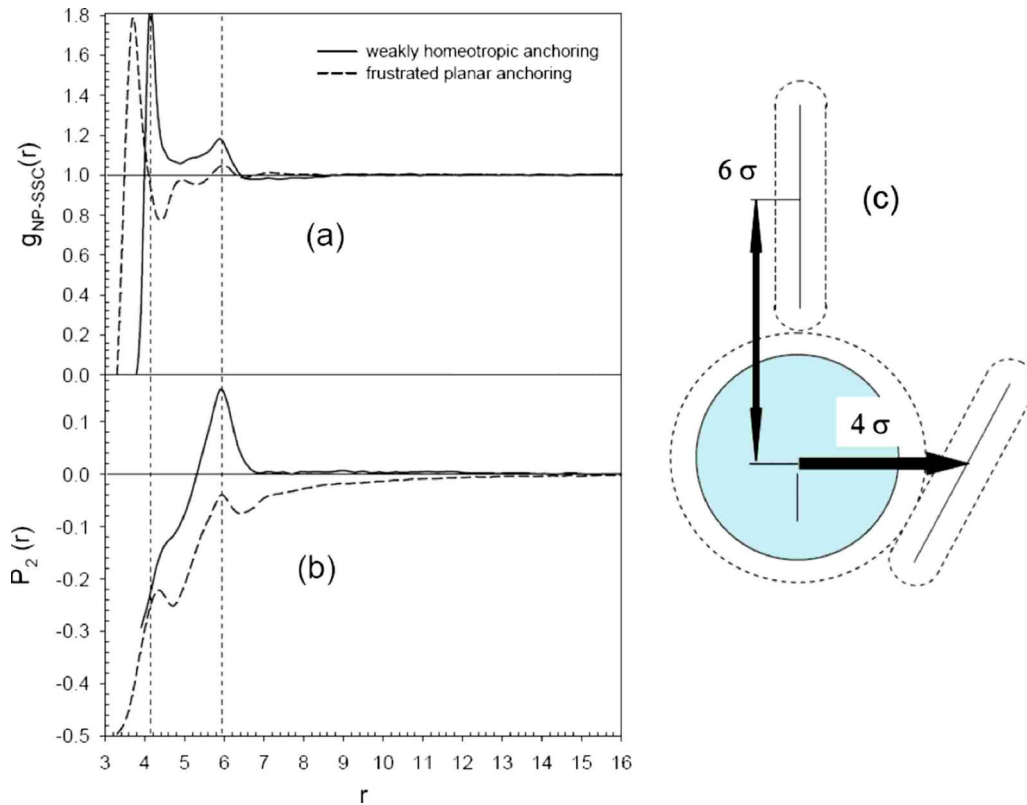 1.8
1.6
1.4
1.2
1.0
0.8
0.6
0.4
0.2
0.0
g_NP-SSC(r)
weakly homeotropic anchoring
frustrated planar anchoring
(a)
0.1
0.0
-0.1
-0.2
-0.3
-0.4
-0.5
P_2 (r)
(b)
3 4 5 6 7 8 9 10 11 12 13 14 15 16
r
6 σ
(c)
4 σ